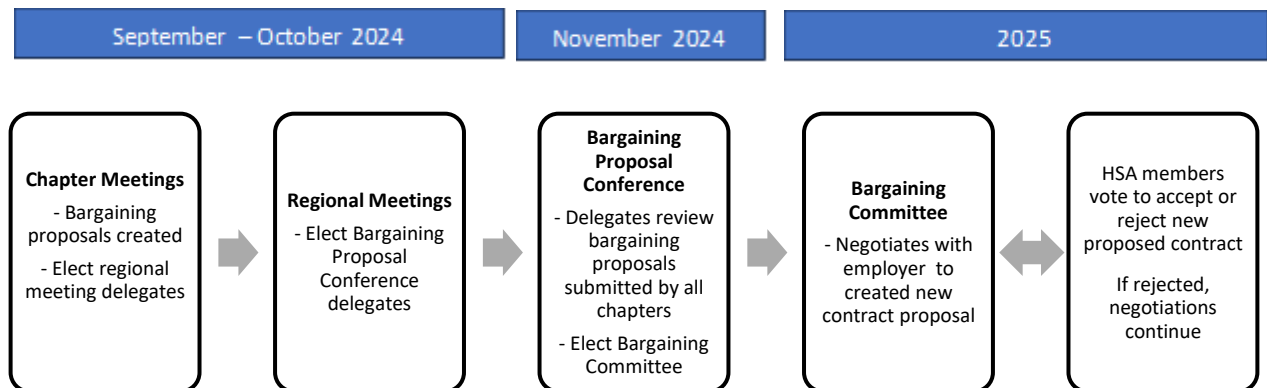 September – October 2024
November 2024
2025
Chapter Meetings
- Bargaining
proposals created
- Elect regional
meeting delegates
Regional Meetings
- Elect Bargaining
Proposal
Conference
delegates
Bargaining
Proposal
Conference
- Delegates review
bargaining
proposals
submitted by all
chapters
- Elect Bargaining
Committee
Bargaining
Committee
- Negotiates with
employer to
created new
contract proposal
HSA members
vote to accept or
reject new
proposed contract
If rejected,
negotiations
continue